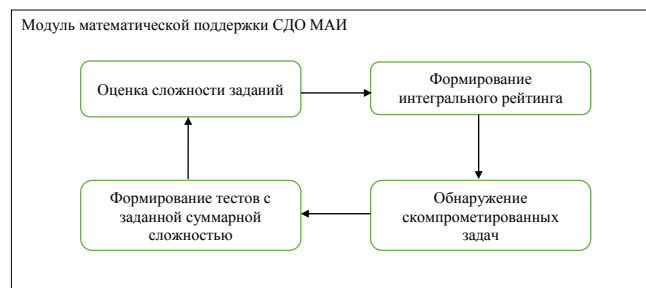 Модуль математической поддержки СДО МАИ
Оценка сложности заданий
Формирование
интегрального рейтинга
Формирование тестов с
заданной суммарной
сложностью
Обнаружение
скомпрометированных
задач